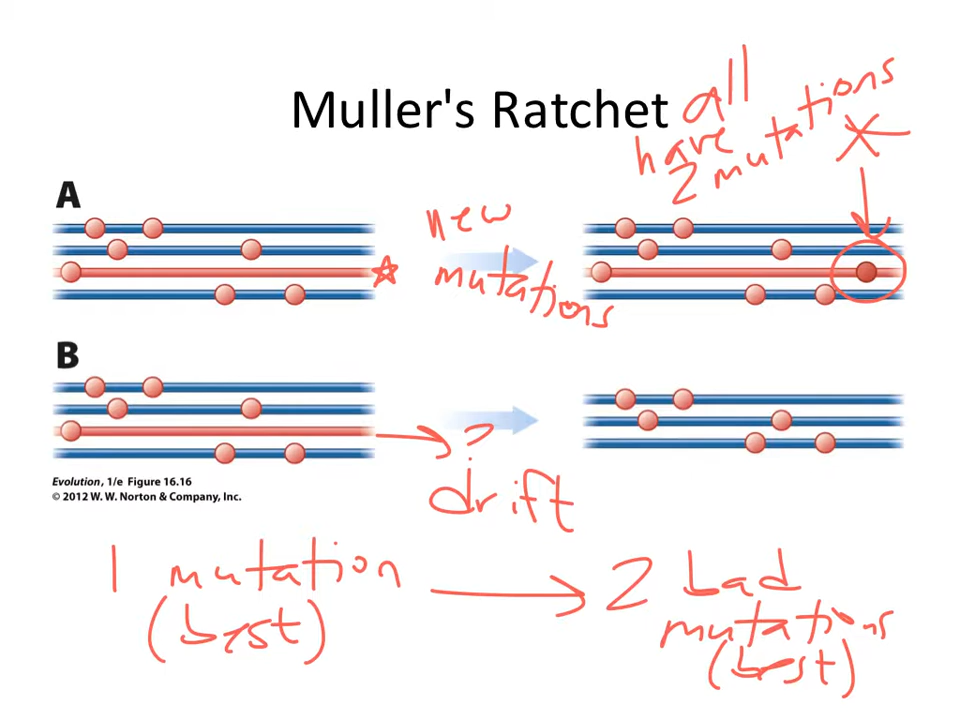 Muller's Ratchet
all
have
2 mutations
A
new
mutations
B
?
drift
Evolution, 1/e Figure 16.16
© 2012 W. W. Norton & Company, Inc.
1 mutation
(best)
2 bad
mutations
(best)